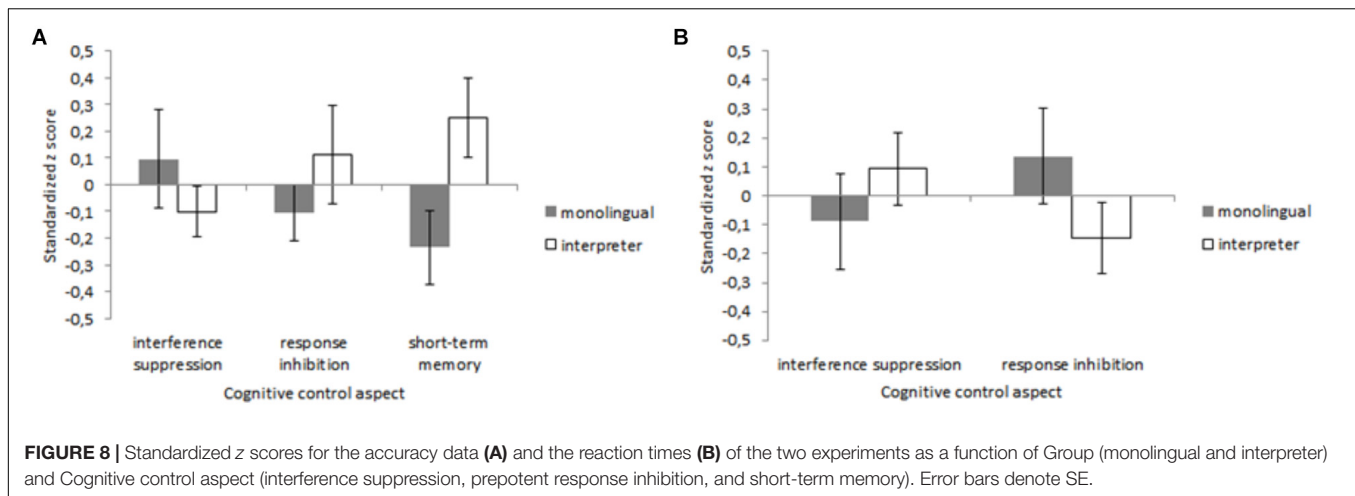 A
0,5
0,4
0,3
0,2
0,1
0
-0,1
-0,2
-0,3
-0,4
-0,5
Standardized z score
interference suppression
response inhibition
short-term memory
Cognitive control aspect
monolingual
interpreter
B
0,5
0,4
0,3
0,2
0,1
0
-0,1
-0,2
-0,3
-0,4
-0,5
Standardized z score
interference suppression
response inhibition
Cognitive control aspect
monolingual
interpreter
FIGURE 8 | Standardized z scores for the accuracy data (A) and the reaction times (B) of the two experiments as a function of Group (monolingual and interpreter)
and Cognitive control aspect (interference suppression, prepotent response inhibition, and short-term memory). Error bars denote SE.